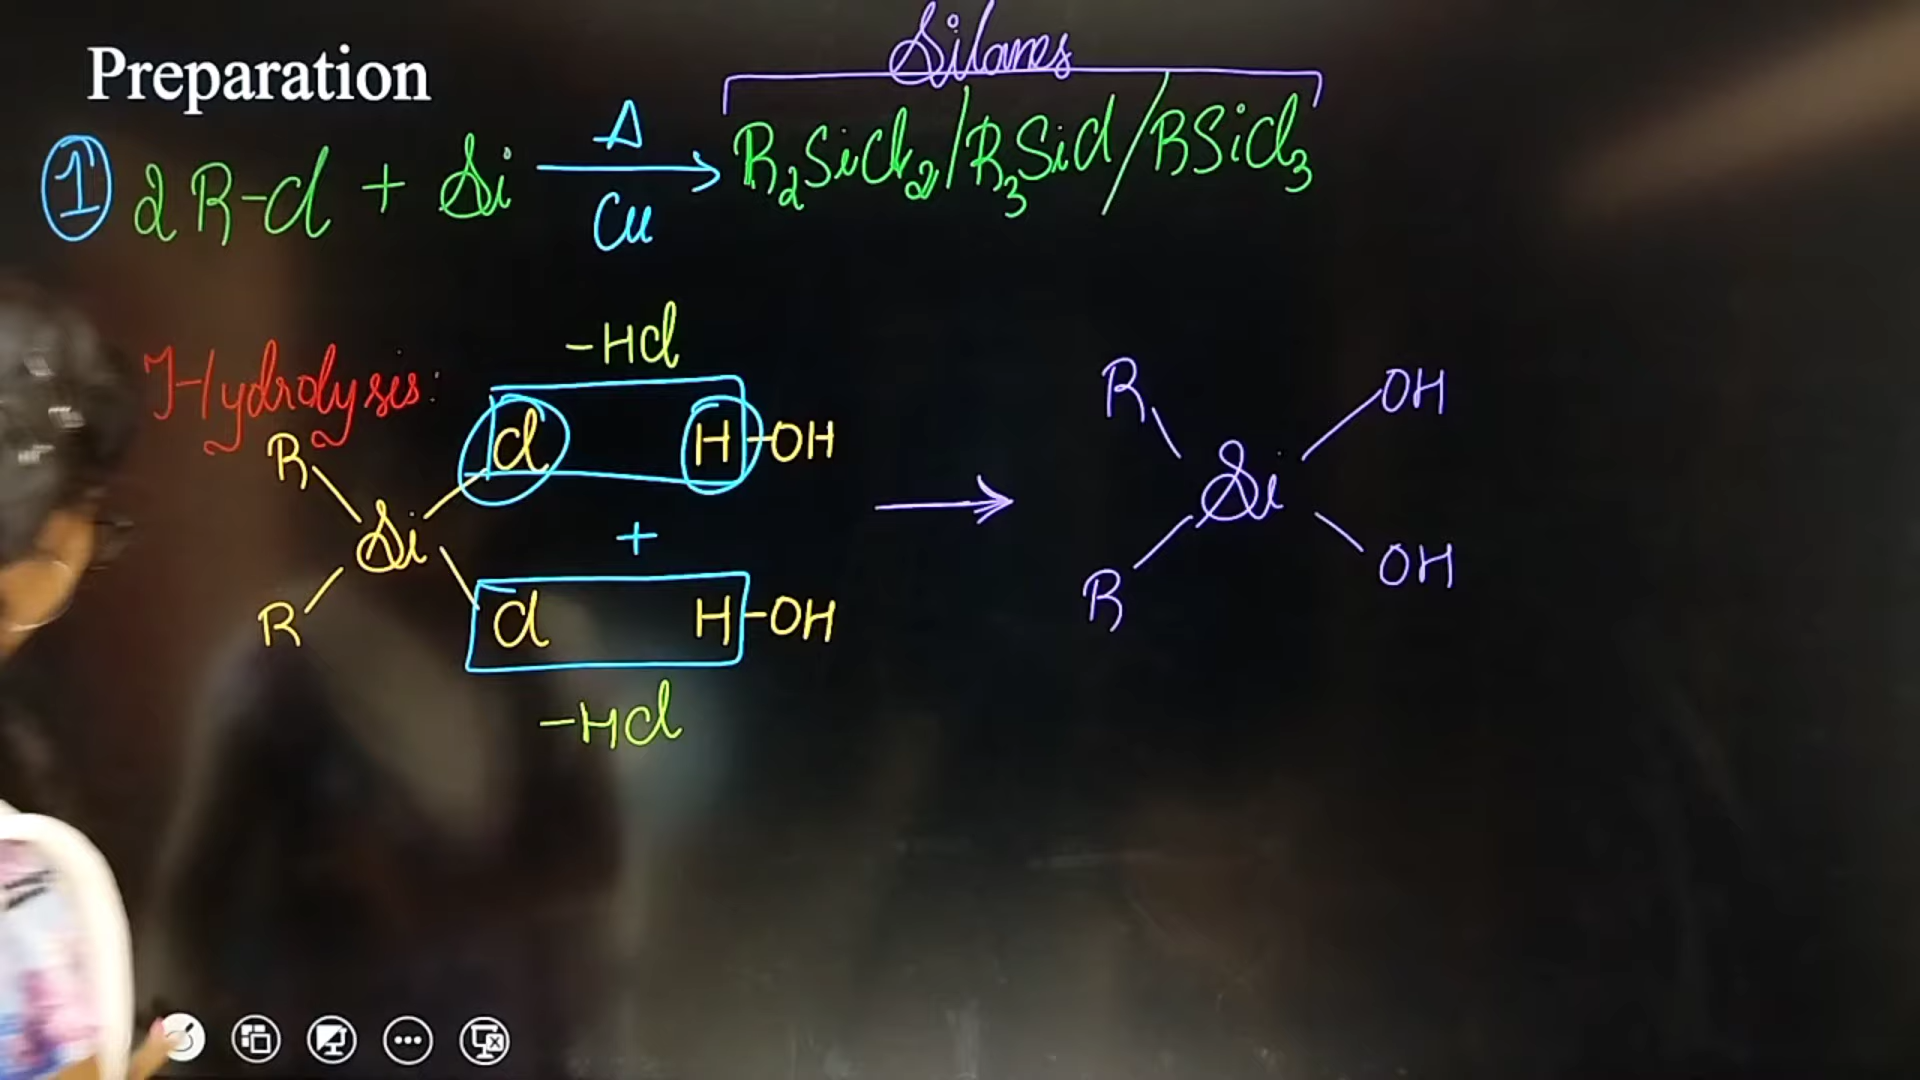 Preparation
Silanes
① 2R-Cl + Si —Δ/Cu→ R₂SiCl₂/R₃SiCl/RSiCl₃
-HCl
Hydrolysis:
R Cl H-OH
Si +
R Cl H-OH
-HCl
→
R OH
Si
R OH